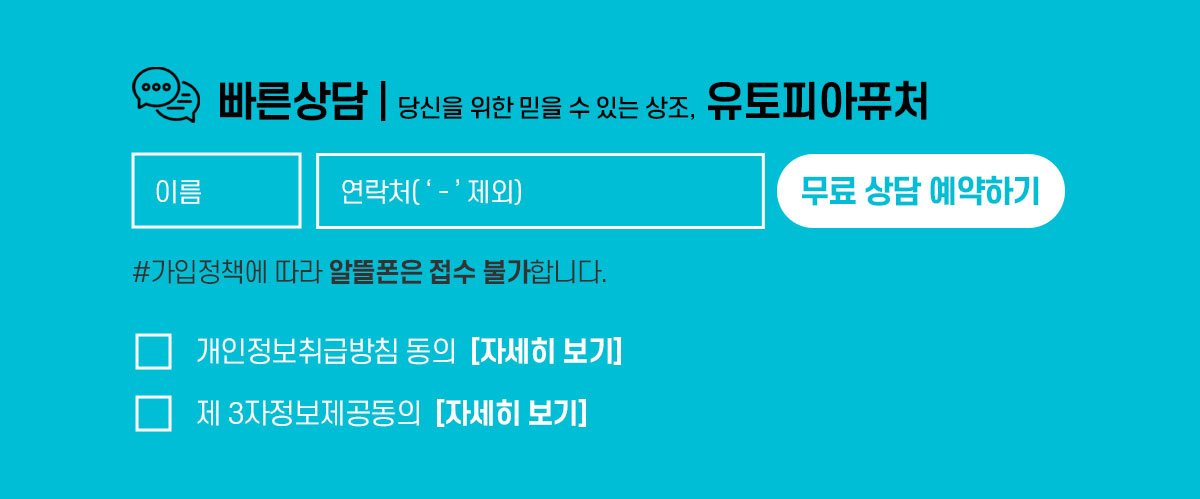 빠른상담 | 당신을 위한 믿을 수 있는 상조, 유토피아퓨처
이름 연락처( ‘ - ’ 제외) 무료 상담 예약하기
#가입정책에 따라 알뜰폰은 접수 불가합니다.
개인정보취급방침 동의 [자세히 보기]
제 3자정보제공동의 [자세히 보기]